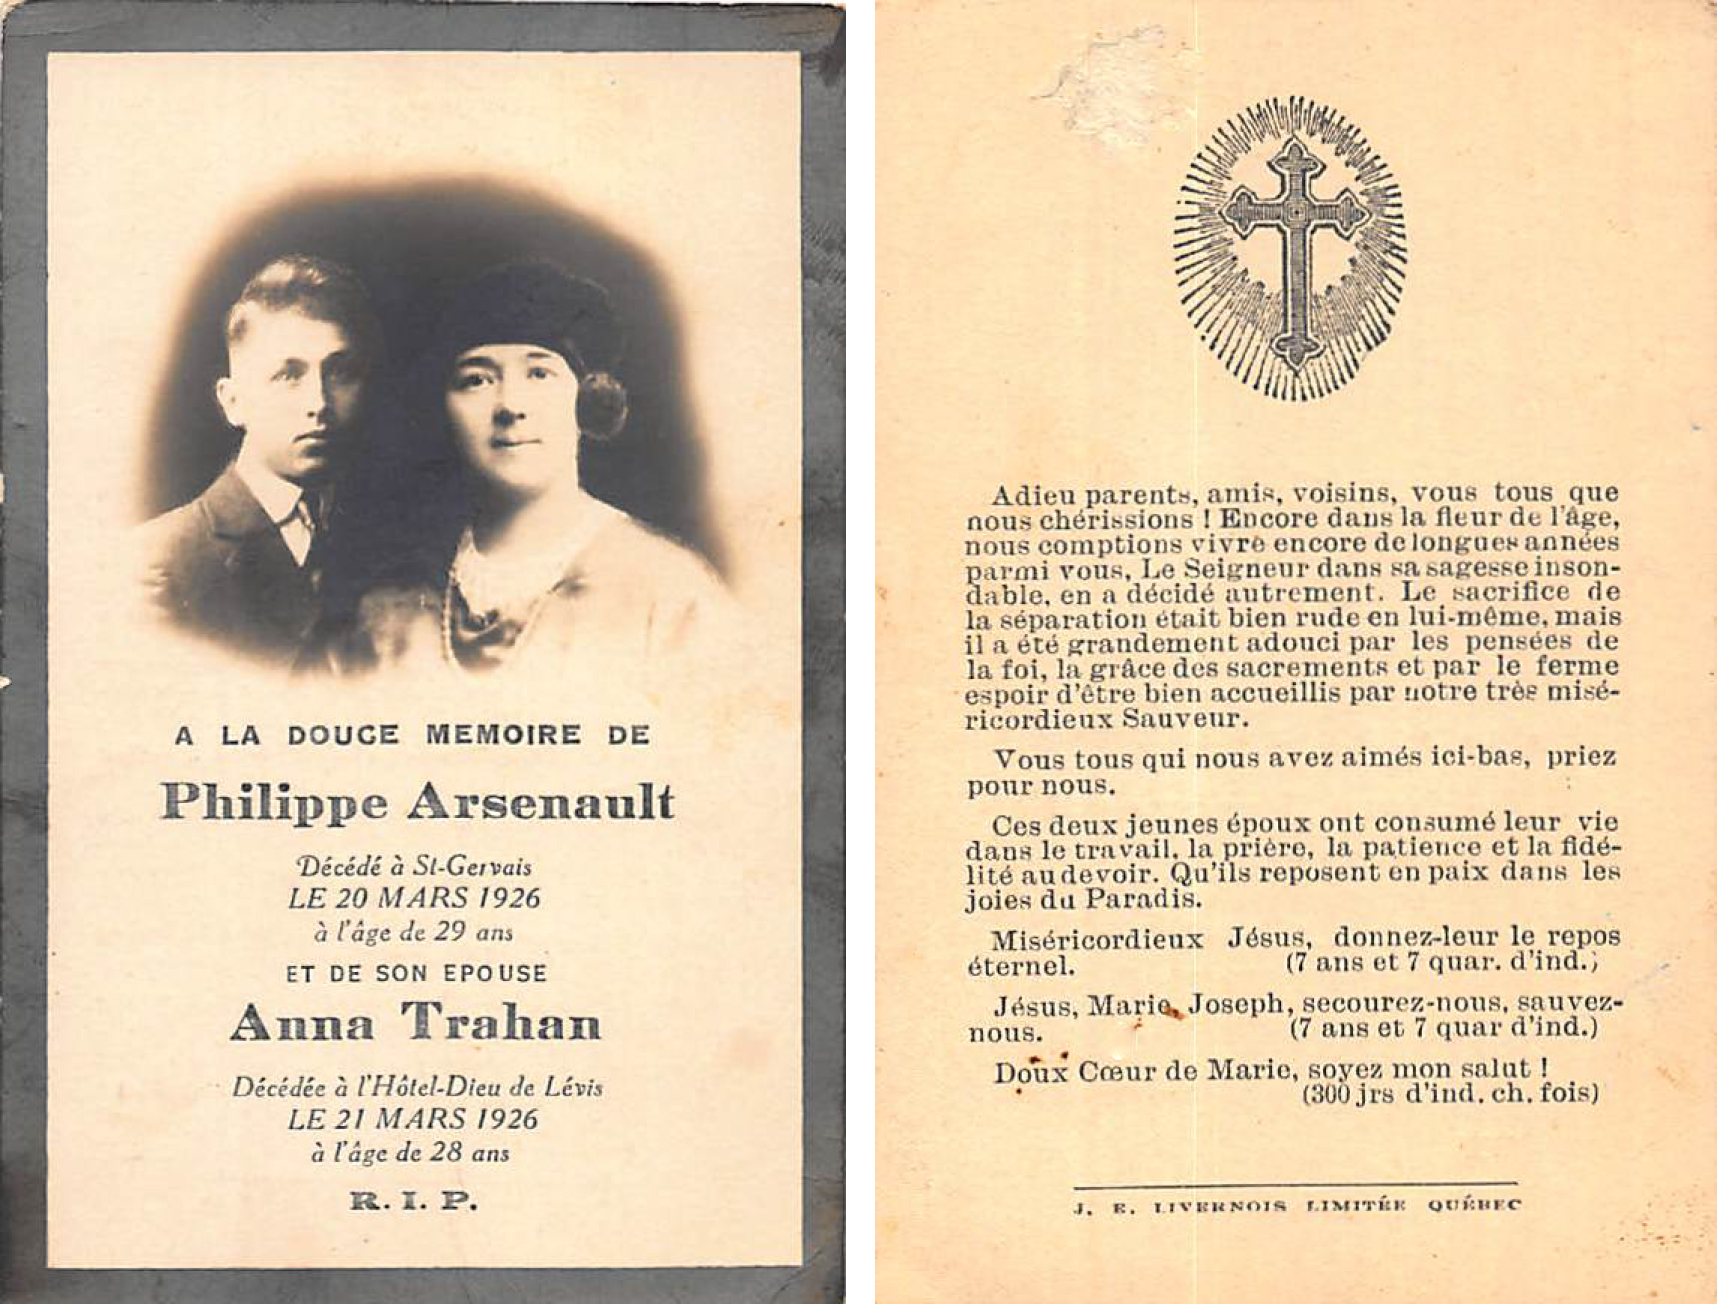 A LA DOUCE MEMOIRE DE
Philippe Arsenault
Décédé à St-Gervais
LE 20 MARS 1926
à l'âge de 29 ans
ET DE SON EPOUSE
Anna Trahan
Décédée à l'Hôtel-Dieu de Lévis
LE 21 MARS 1926
à l'âge de 28 ans
R. I. P.
Adieu parents, amis, voisins, vous tous que
nous chérissions ! Encore dans la fleur de l'âge,
nous comptions vivre encore de longues années
parmi vous, Le Seigneur dans sa sagesse inson-
dable, en a décidé autrement. Le sacrifice de
la séparation était bien rude en lui-même, mais
il a été grandement adouci par les pensées de
la foi, la grâce des sacrements et par le ferme
espoir d'être bien accueillis par notre très misé-
ricordieux Sauveur.
Vous tous qui nous avez aimés ici-bas, priez
pour nous.
Ces deux jeunes époux ont consumé leur vie
dans le travail, la prière, la patience et la fidé-
lité au devoir. Qu'ils reposent en paix dans les
joies du Paradis.
Miséricordieux Jésus, donnez-leur le repos
éternel. (7 ans et 7 quar. d'ind.)
Jésus, Marie, Joseph, secourez-nous, sauvez-
nous. (7 ans et 7 quar d'ind.)
Doux Cœur de Marie, soyez mon salut !
(300 jrs d'ind. ch. fois)
J. E. LIVERNOIS LIMITÉE QUÉBEC